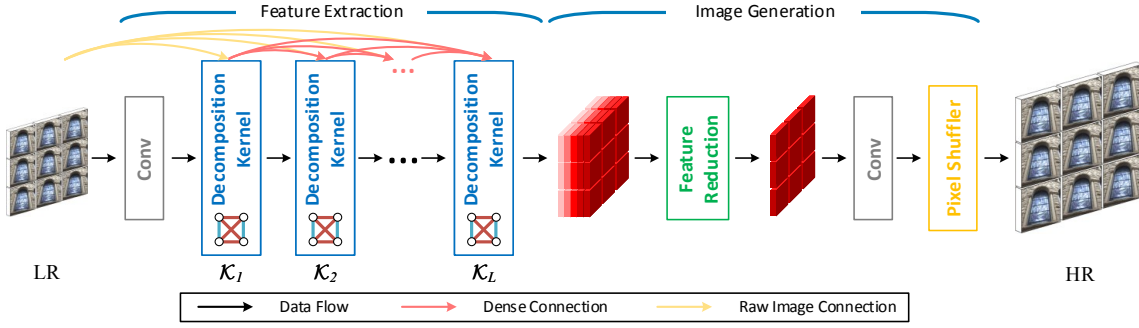 Feature Extraction
Image Generation
Conv
Decomposition
Kernel
Decomposition
Kernel
Decomposition
Kernel
Feature
Reduction
Conv
Pixel Shuffler
LR
𝒦1
𝒦2
𝒦L
HR
Data Flow
Dense Connection
Raw Image Connection